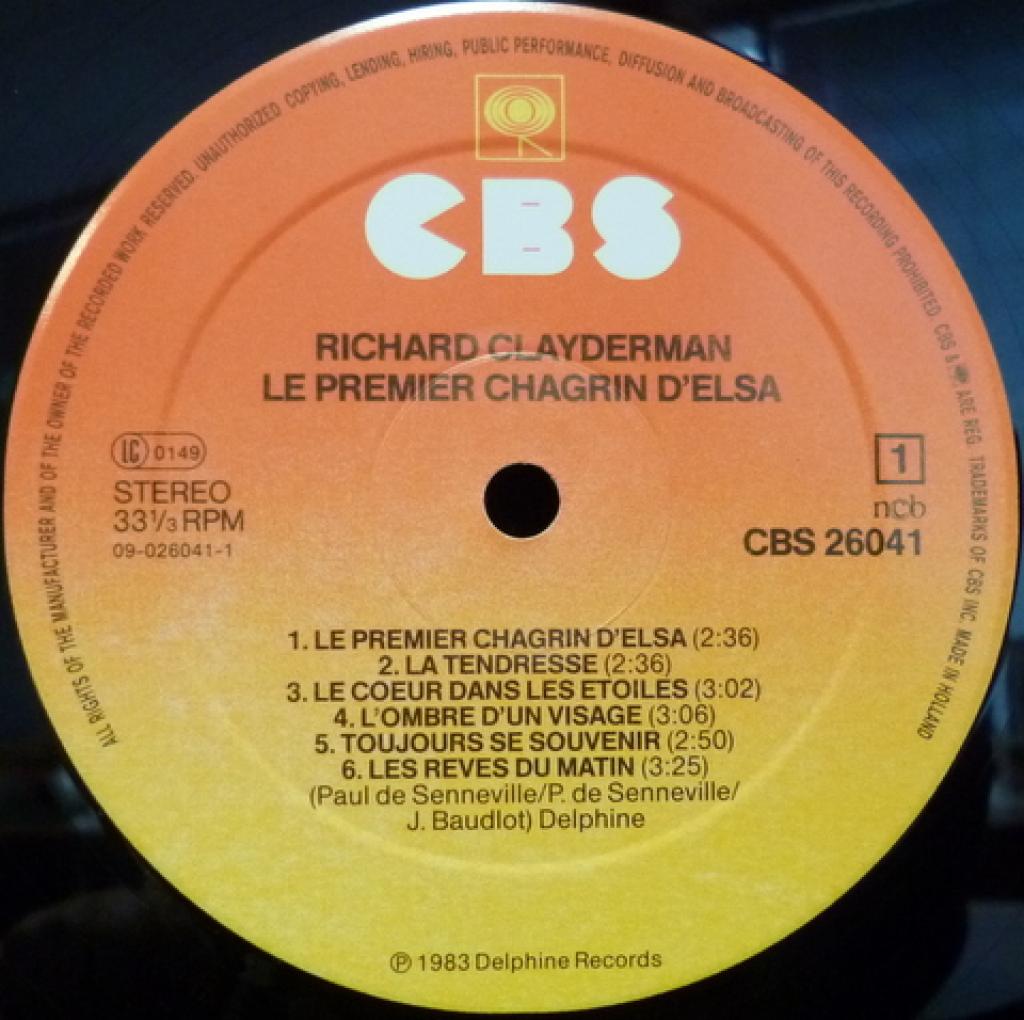 ALL RIGHTS OF THE MANUFACTURER AND OF THE OWNER OF THE RECORDED WORK RESERVED. UNAUTHORIZED COPYING, LENDING, HIRING, PUBLIC PERFORMANCE, DIFFUSION AND BROADCASTING OF THIS RECORDING PROHIBITED. CBS & ARE REG. TRADEMARKS OF CBS INC. MADE IN HOLLAND
CBS
RICHARD CLAYDERMAN
LE PREMIER CHAGRIN D'ELSA
LC 0149
STEREO
33 1/3 RPM
09-026041-1
1
ncb
CBS 26041
1. LE PREMIER CHAGRIN D'ELSA (2:36)
2. LA TENDRESSE (2:36)
3. LE COEUR DANS LES ETOILES (3:02)
4. L'OMBRE D'UN VISAGE (3:06)
5. TOUJOURS SE SOUVENIR (2:50)
6. LES REVES DU MATIN (3:25)
(Paul de Senneville/P. de Senneville/
J. Baudlot) Delphine
℗ 1983 Delphine Records